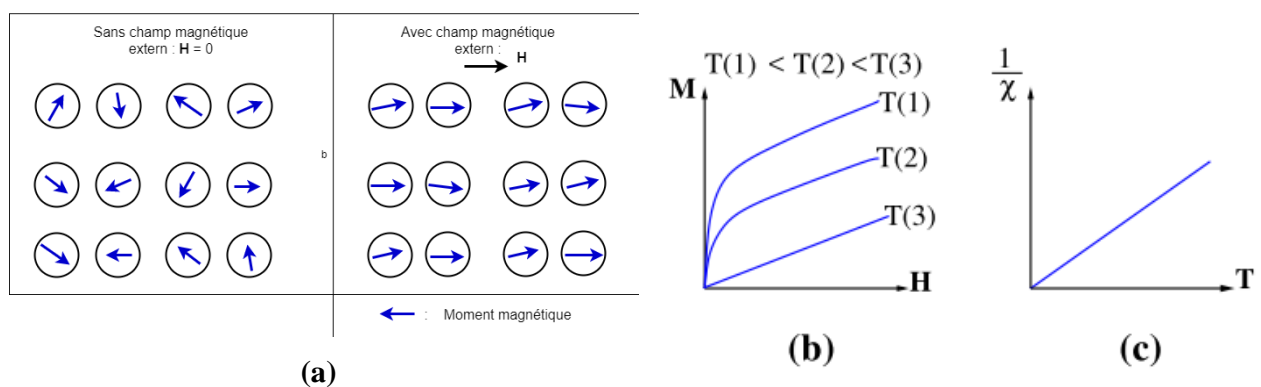 Sans champ magnétique
extern : H = 0
Avec champ magnétique
extern :
H
b
← : Moment magnétique
(a)
T(1) < T(2) <T(3)
M
T(1)
T(2)
T(3)
H
(b)
1
χ
T
(c)